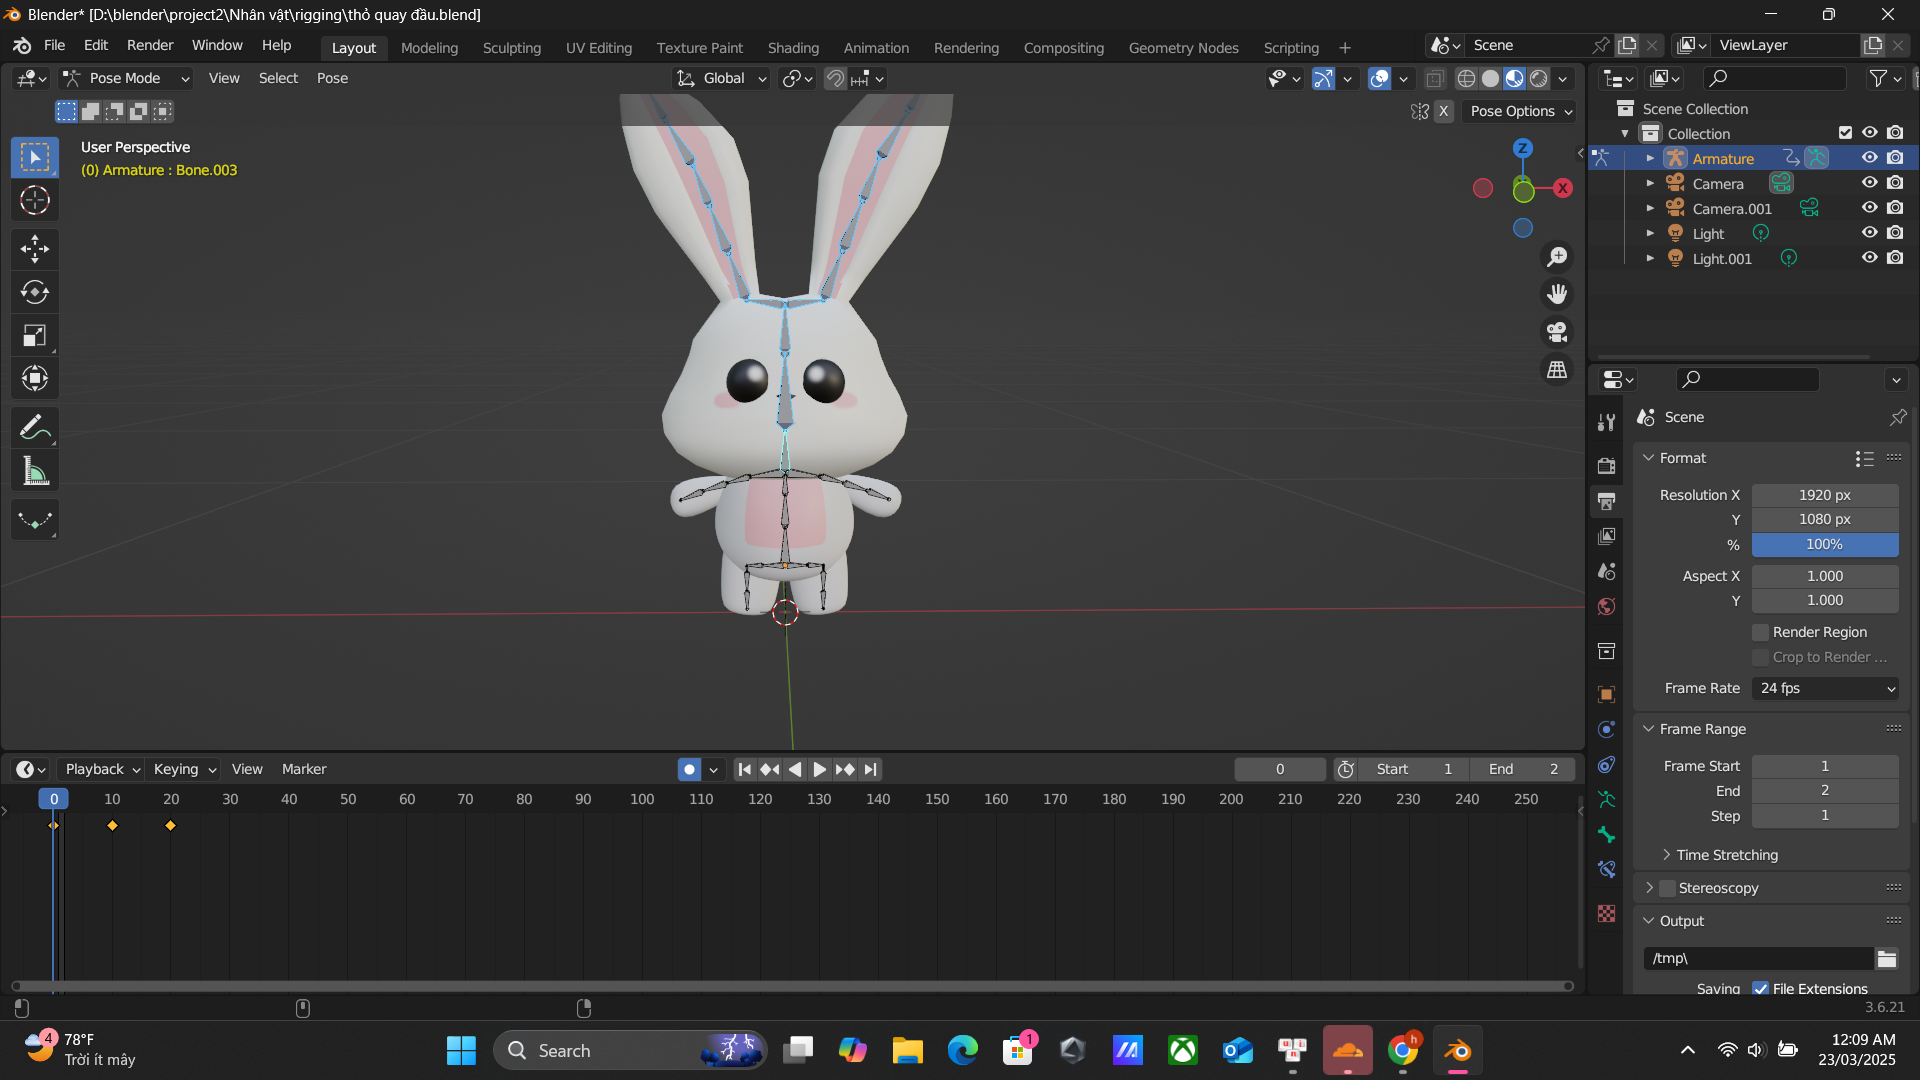 Blender* [D:\blender\project2\Nhân vật\rigging\thỏ quay đầu.blend]
File Edit Render Window Help
Layout Modeling Sculpting UV Editing Texture Paint Shading Animation Rendering Compositing Geometry Nodes Scripting +
Scene
ViewLayer
Pose Mode View Select Pose
Global
X Pose Options
User Perspective
(0) Armature : Bone.003
Z
X
Scene Collection
Collection
Armature
Camera
Camera.001
Light
Light.001
Scene
Format
Resolution X 1920 px
Y 1080 px
% 100%
Aspect X 1.000
Y 1.000
Render Region
Crop to Render ...
Frame Rate 24 fps
Frame Range
Frame Start 1
End 2
Step 1
Time Stretching
Stereoscopy
Output
/tmp\
Saving File Extensions
Playback Keying View Marker
0 Start 1 End 2
0 10 20 30 40 50 60 70 80 90 100 110 120 130 140 150 160 170 180 190 200 210 220 230 240 250
3.6.21
4
78°F
Trời ít mây
Search
1
h
12:09 AM
23/03/2025